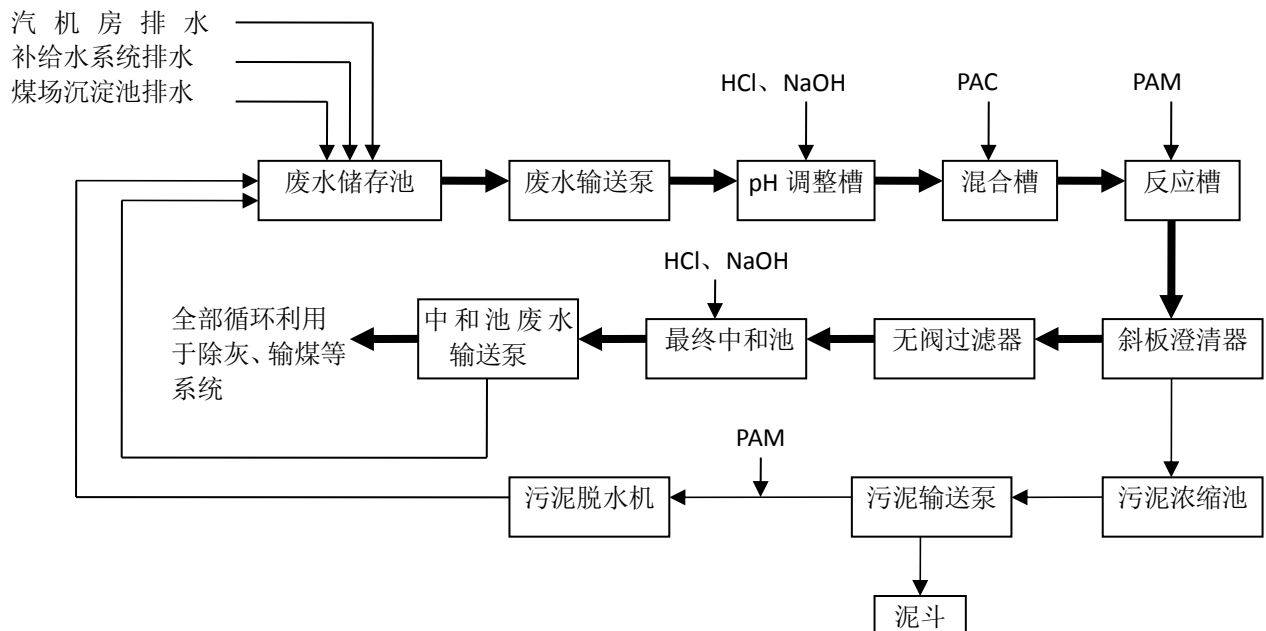 汽机房排水
补给水系统排水
煤场沉淀池排水
HCl、NaOH
PAC
PAM
废水储存池
废水输送泵
pH 调整槽
混合槽
反应槽
HCl、NaOH
全部循环利用
于除灰、输煤等
系统
中和池废水
输送泵
最终中和池
无阀过滤器
斜板澄清器
PAM
污泥脱水机
污泥输送泵
污泥浓缩池
泥斗